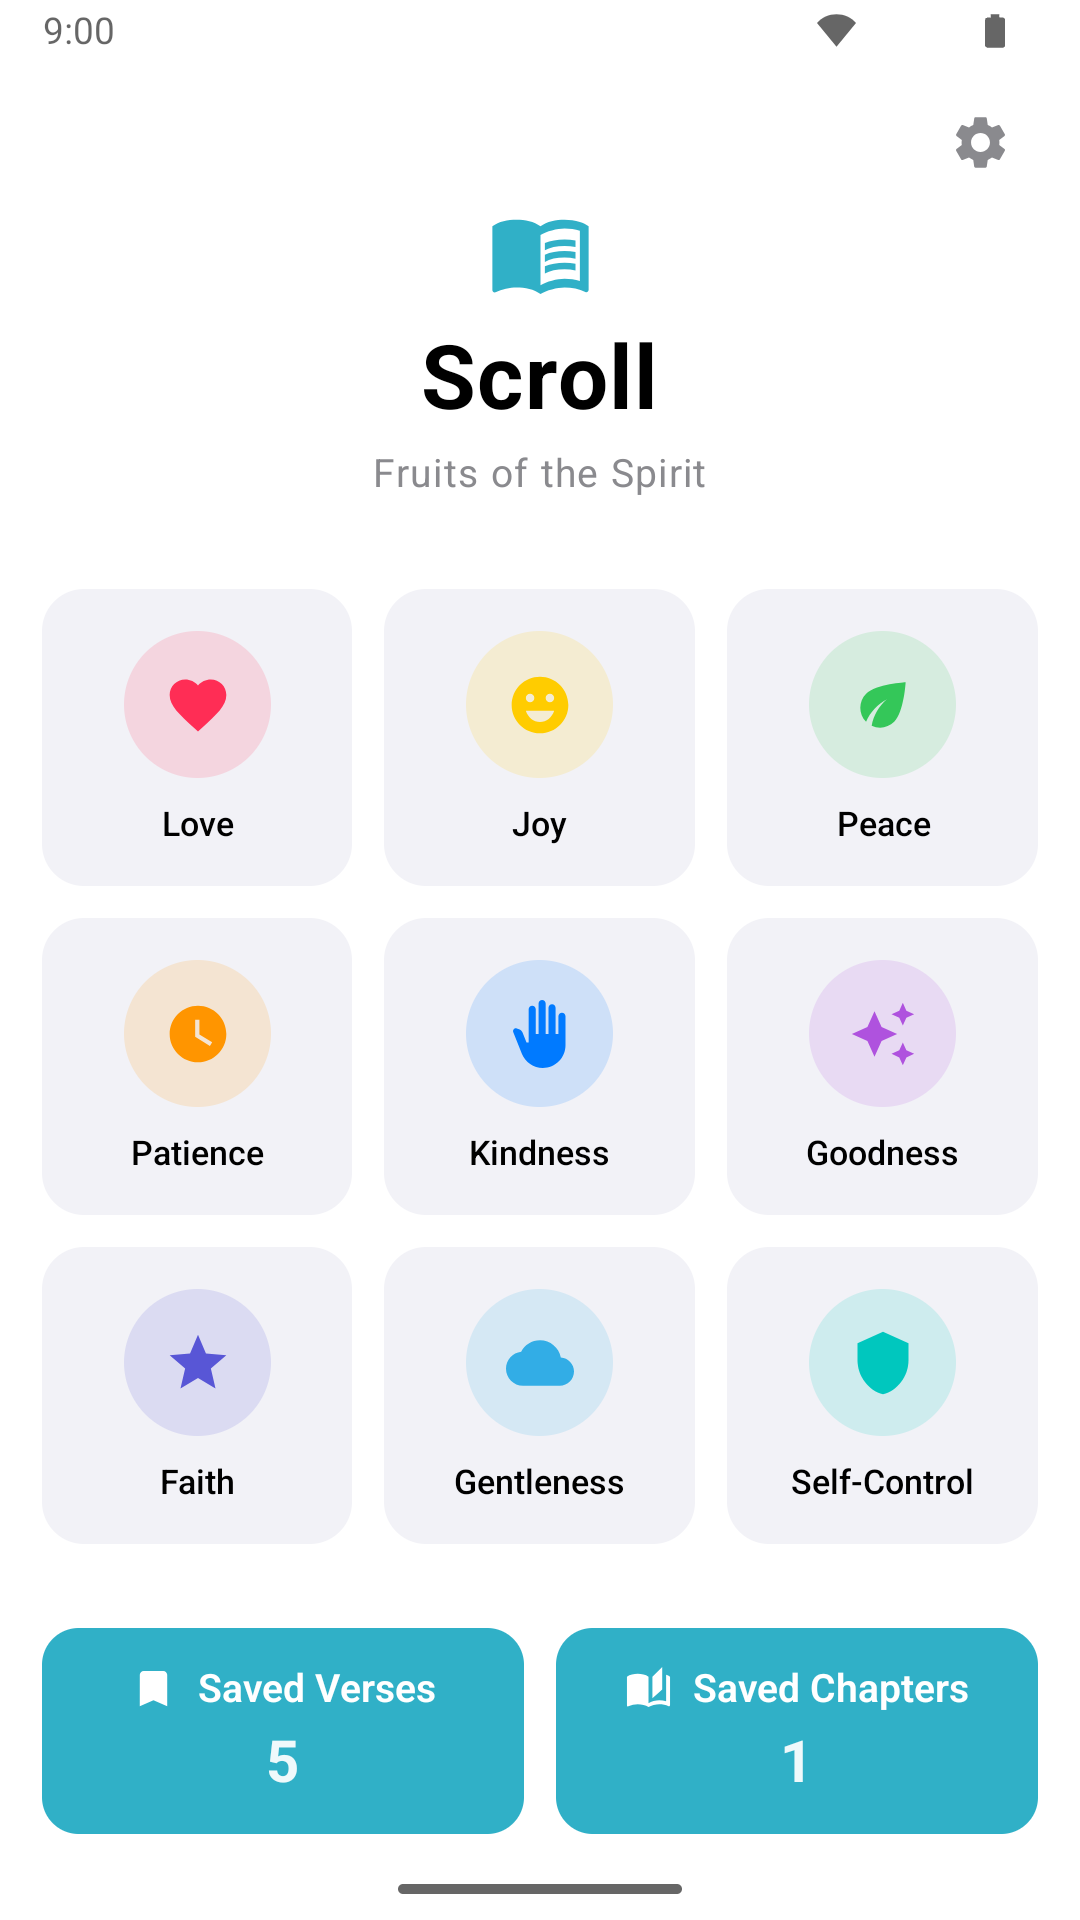 9:00
Scroll
Fruits of the Spirit
Love
Joy
Peace
Patience
Kindness
Goodness
Faith
Gentleness
Self-Control
Saved Verses
5
Saved Chapters
1